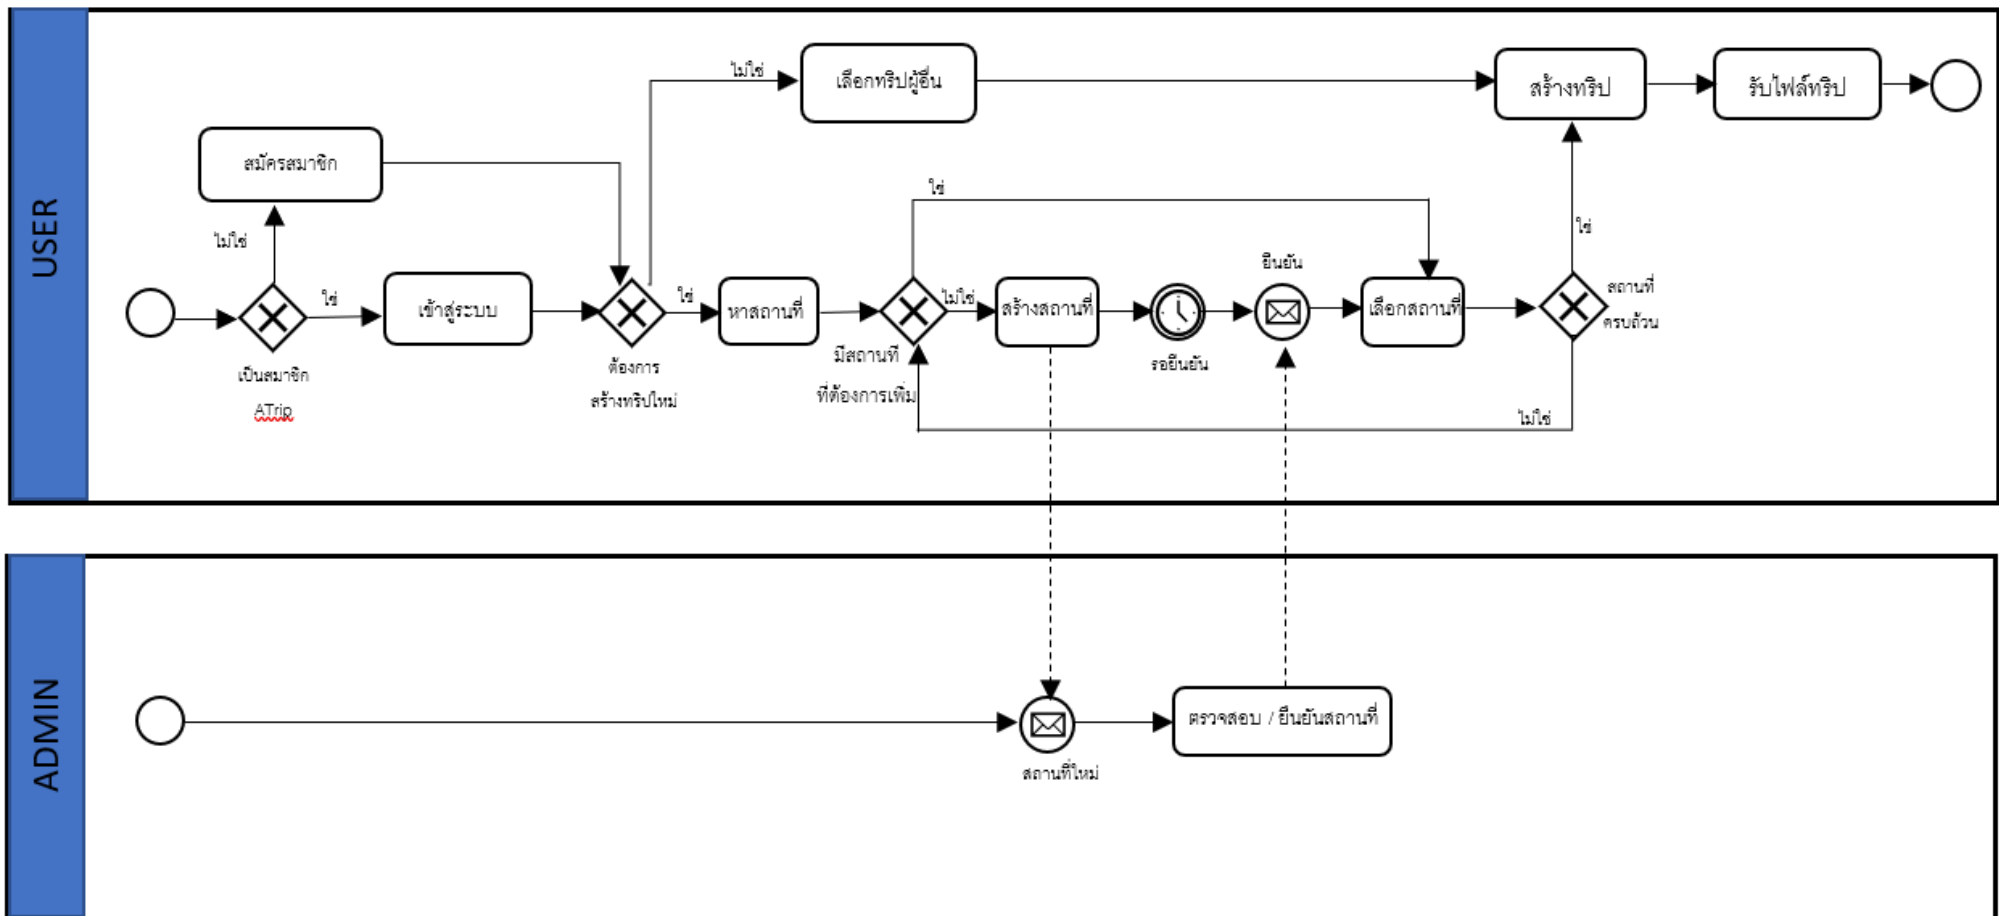 USER
ไม่ใช่
เลือกทริปผู้อื่น
สร้างทริป
รับไฟล์ทริป
สมัครสมาชิก
ไม่ใช่
ใช่
ใช่
ยืนยัน
ใช่
เข้าสู่ระบบ
ใช่
หาสถานที่
ไม่ใช่
สร้างสถานที่
เลือกสถานที่
สถานที่
ครบถ้วน
เป็นสมาชิก
ATrip
ต้องการ
สร้างทริปใหม่
มีสถานที
ที่ต้องการเพิ่ม
รอยืนยัน
ไม่ใช่
ADMIN
ตรวจสอบ / ยืนยันสถานที่
สถานที่ใหม่